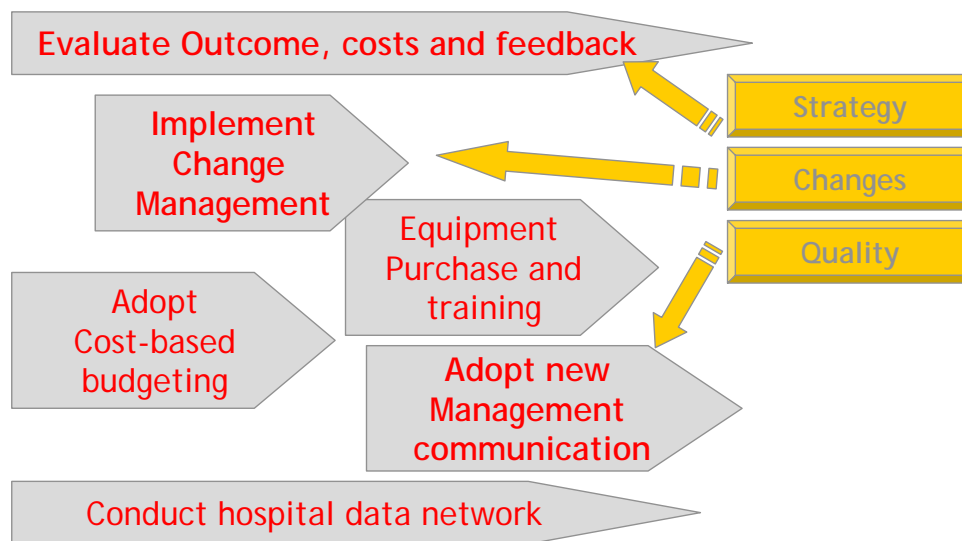 Evaluate Outcome, costs and feedback
Strategy
Implement
Change
Management
Changes
Equipment
Purchase and
training
Quality
Adopt
Cost-based
budgeting
Adopt new
Management
communication
Conduct hospital data network